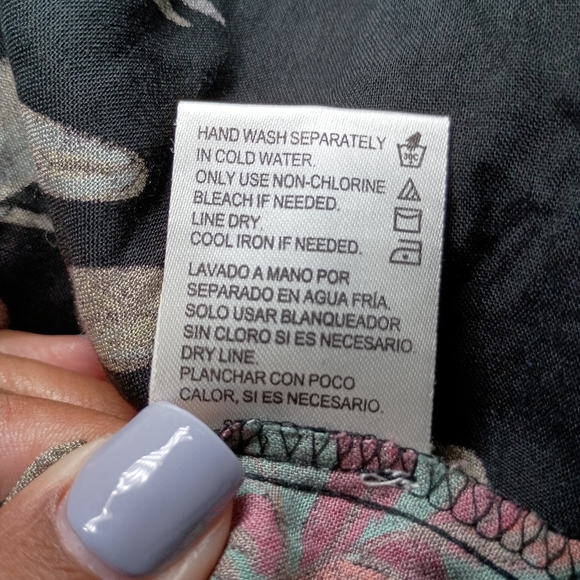 HAND WASH SEPARATELY
IN COLD WATER.
ONLY USE NON-CHLORINE
BLEACH IF NEEDED.
LINE DRY.
COOL IRON IF NEEDED.
30C
LAVADO A MANO POR
SEPARADO EN AGUA FRÍA.
SOLO USAR BLANQUEADOR
SIN CLORO SI ES NECESARIO.
DRY LINE.
PLANCHAR CON POCO
CALOR, SI ES NECESARIO.